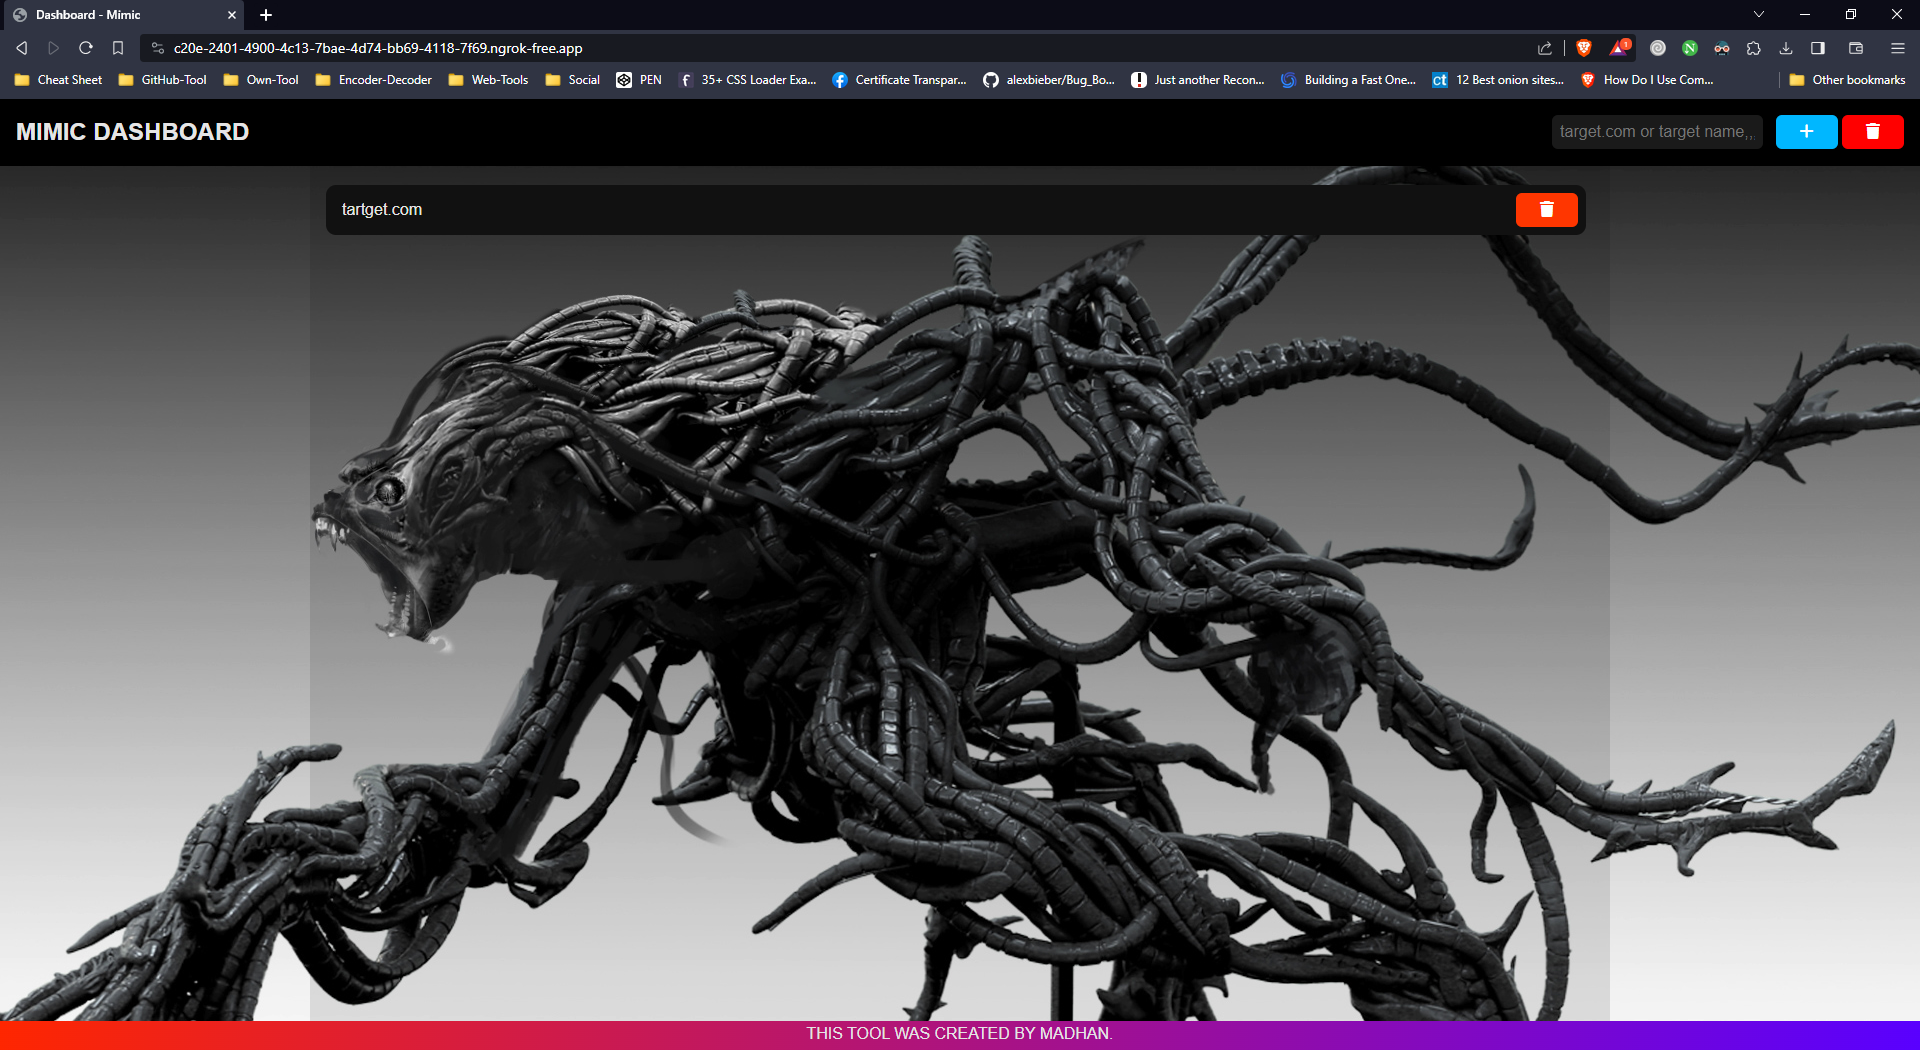 Dashboard - Mimic
c20e-2401-4900-4c13-7bae-4d74-bb69-4118-7f69.ngrok-free.app
1
Cheat Sheet
GitHub-Tool
Own-Tool
Encoder-Decoder
Web-Tools
Social
PEN
35+ CSS Loader Exa...
Certificate Transpar...
alexbieber/Bug_Bo...
Just another Recon...
Building a Fast One...
ct 12 Best onion sites...
How Do I Use Com...
Other bookmarks
MIMIC DASHBOARD
target.com or target name,,,
tartget.com
THIS TOOL WAS CREATED BY MADHAN.